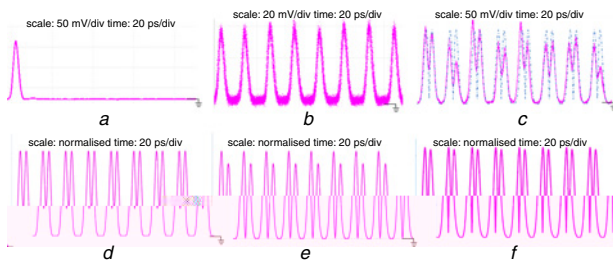 scale: 50 mV/div time: 20 ps/div
scale: 20 mV/div time: 20 ps/div
scale: 50 mV/div time: 20 ps/div
a
b
c
scale: normalised time: 20 ps/div
scale: normalised time: 20 ps/div
scale: normalised time: 20 ps/div
d
e
f